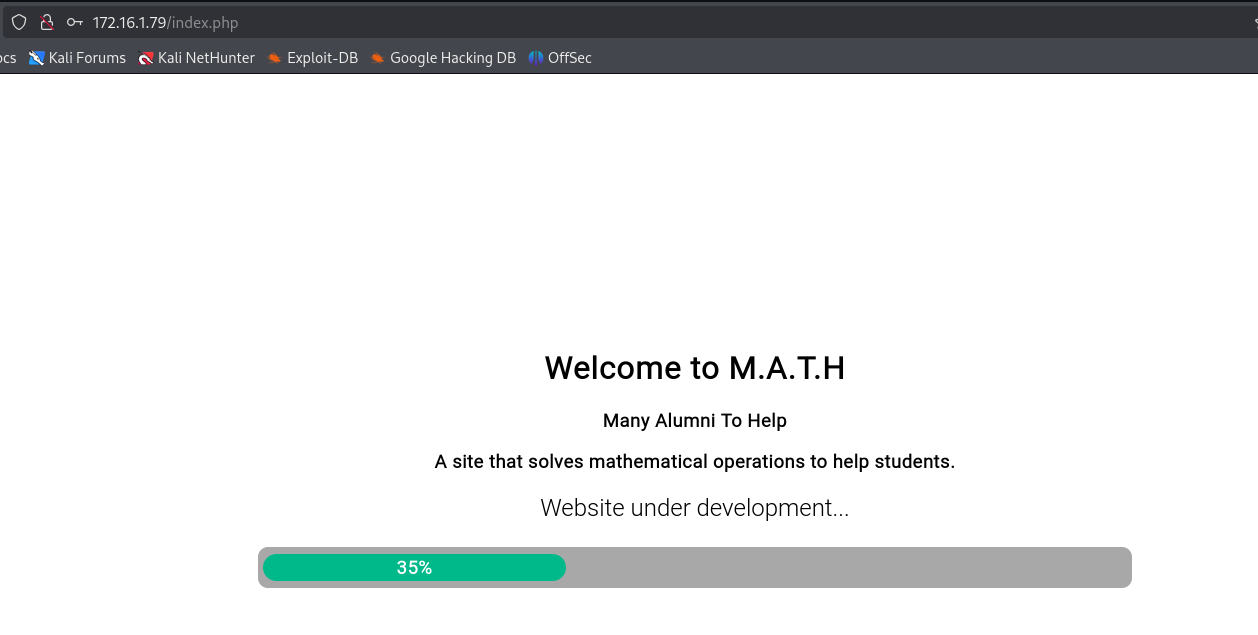 172.16.1.79/index.php
ocs Kali Forums Kali NetHunter Exploit-DB Google Hacking DB OffSec
Welcome to M.A.T.H
Many Alumni To Help
A site that solves mathematical operations to help students.
Website under development...
35%